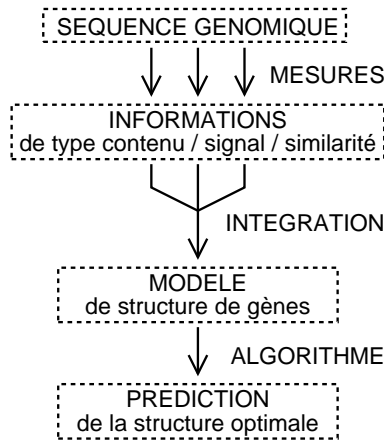 SEQUENCE GENOMIQUE
MESURES
INFORMATIONS
de type contenu / signal / similarité
INTEGRATION
MODELE
de structure de gènes
ALGORITHME
PREDICTION
de la structure optimale